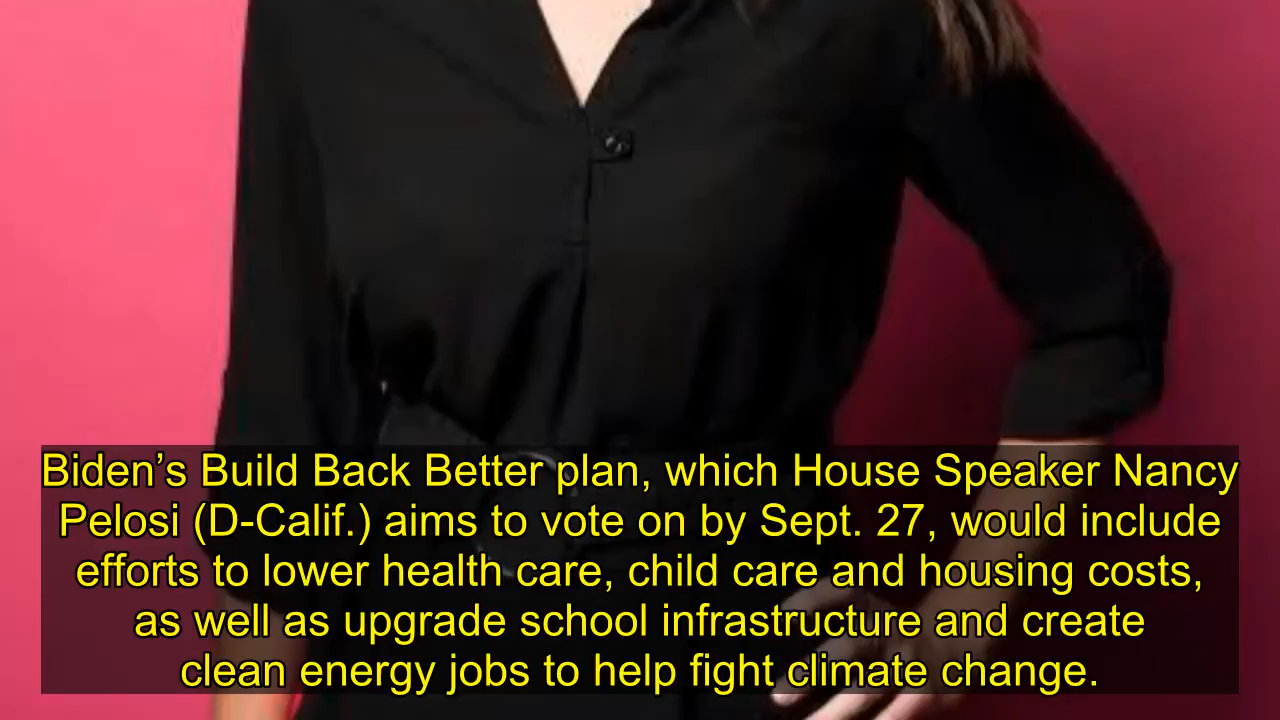 Biden’s Build Back Better plan, which House Speaker Nancy
Pelosi (D-Calif.) aims to vote on by Sept. 27, would include
efforts to lower health care, child care and housing costs,
as well as upgrade school infrastructure and create
clean energy jobs to help fight climate change.